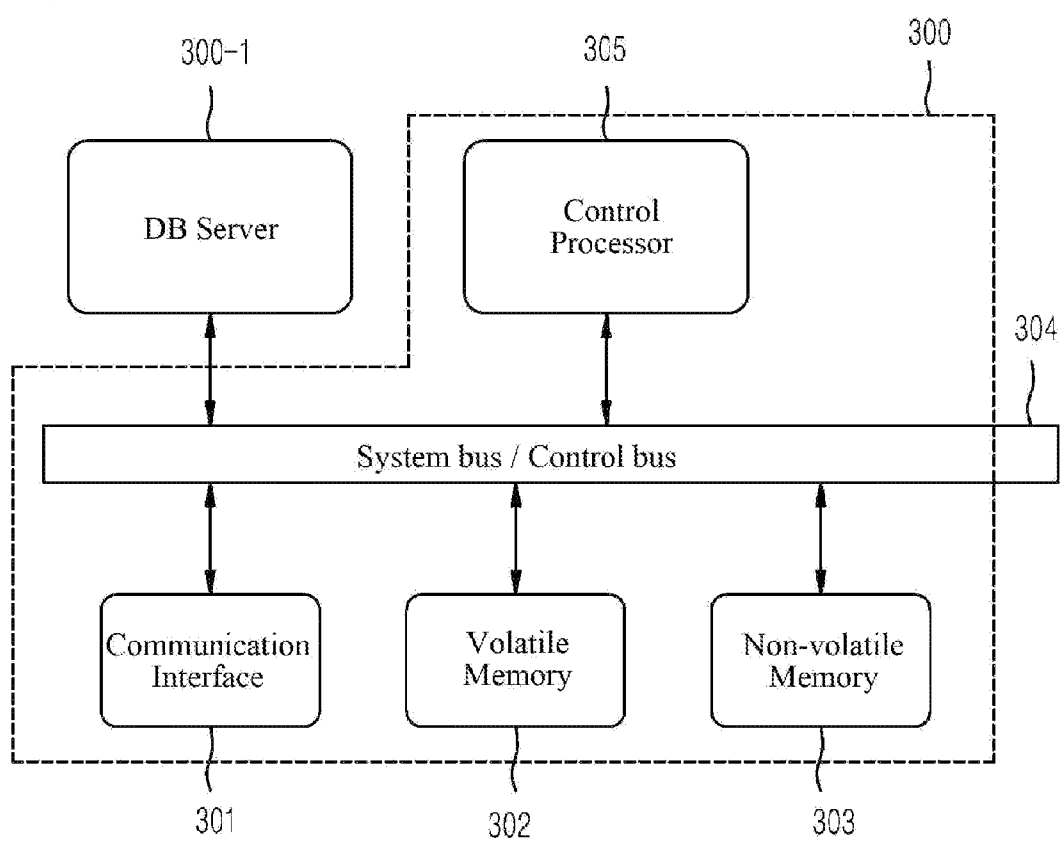 300-1
305
300
DB Server
Control
Processor
304
System bus / Control bus
Communication
Interface
Volatile
Memory
Non-volatile
Memory
301
302
303